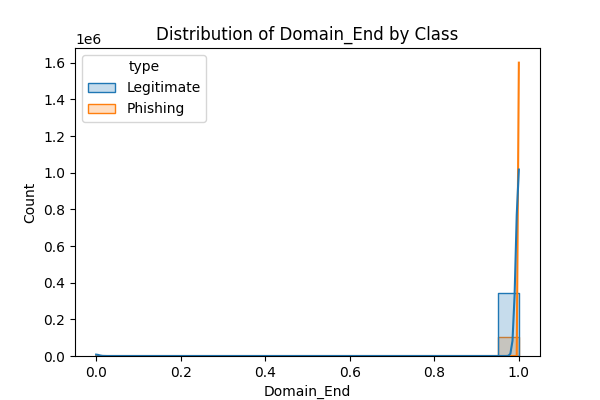 Distribution of Domain_End by Class
1e6
type
Legitimate
Phishing
1.6
1.4
1.2
1.0
0.8
0.6
0.4
0.2
0.0
Count
0.0 0.2 0.4 0.6 0.8 1.0
Domain_End